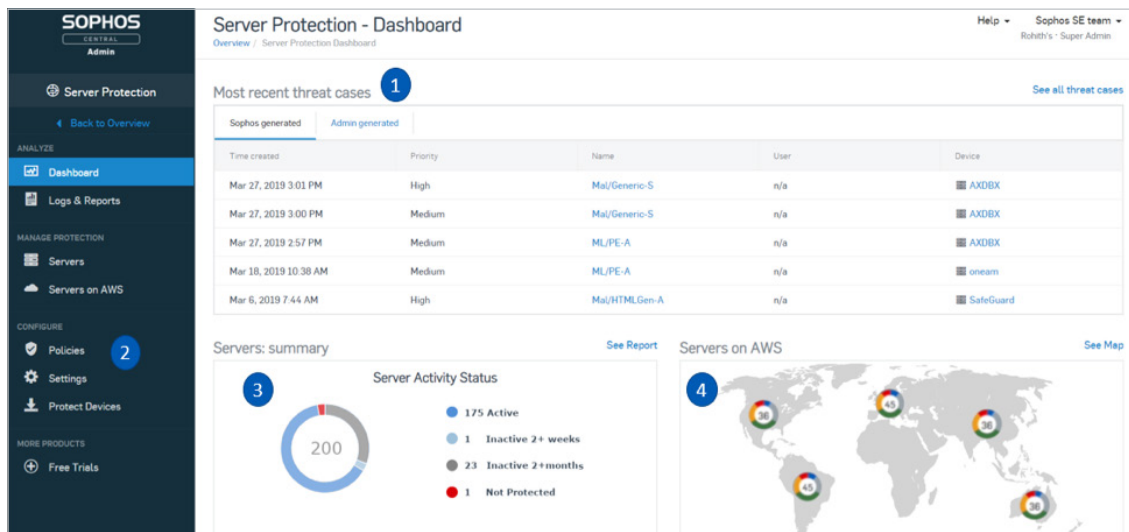 SOPHOS
CENTRAL
Admin
Server Protection
Back to Overview
ANALYZE
Dashboard
Logs & Reports
MANAGE PROTECTION
Servers
Servers on AWS
CONFIGURE
Policies
2
Settings
Protect Devices
MORE PRODUCTS
Free Trials
Server Protection - Dashboard
Overview / Server Protection Dashboard
Help
Sophos SE team
Rohith's · Super Admin
Most recent threat cases
1
See all threat cases
Sophos generated Admin generated
Time created Priority Name User Device
Mar 27, 2019 3:01 PM High Mal/Generic-S n/a AXDBX
Mar 27, 2019 3:00 PM Medium Mal/Generic-S n/a AXDBX
Mar 27, 2019 2:57 PM Medium ML/PE-A n/a AXDBX
Mar 18, 2019 10:38 AM Medium ML/PE-A n/a oneam
Mar 6, 2019 7:44 AM High Mal/HTMLGen-A n/a SafeGuard
Servers: summary
See Report
3
Server Activity Status
200
175 Active
1 Inactive 2+ weeks
23 Inactive 2+months
1 Not Protected
Servers on AWS
See Map
4
36
45
36
45
36